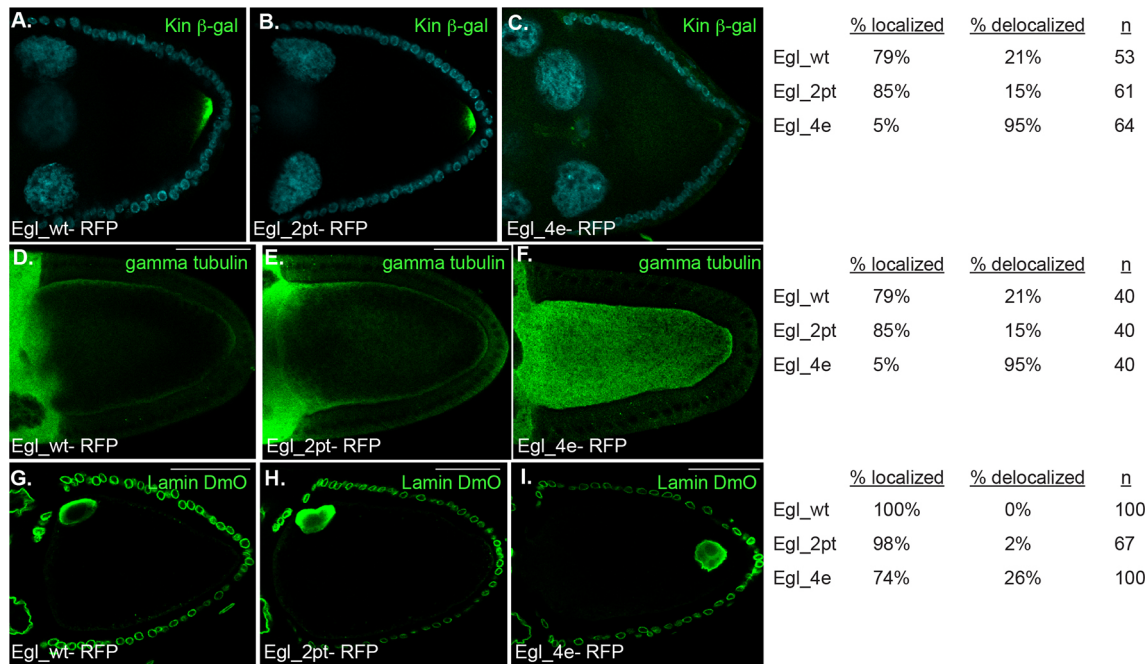 A. Kin β-gal B. Kin β-gal C. Kin β-gal
Egl_wt- RFP Egl_2pt- RFP Egl_4e- RFP
% localized % delocalized n
Egl_wt 79% 21% 53
Egl_2pt 85% 15% 61
Egl_4e 5% 95% 64
D. gamma tubulin E. gamma tubulin F. gamma tubulin
Egl_wt- RFP Egl_2pt- RFP Egl_4e- RFP
% localized % delocalized n
Egl_wt 79% 21% 40
Egl_2pt 85% 15% 40
Egl_4e 5% 95% 40
G. Lamin DmO H. Lamin DmO I. Lamin DmO
Egl_wt- RFP Egl_2pt- RFP Egl_4e- RFP
% localized % delocalized n
Egl_wt 100% 0% 100
Egl_2pt 98% 2% 67
Egl_4e 74% 26% 100